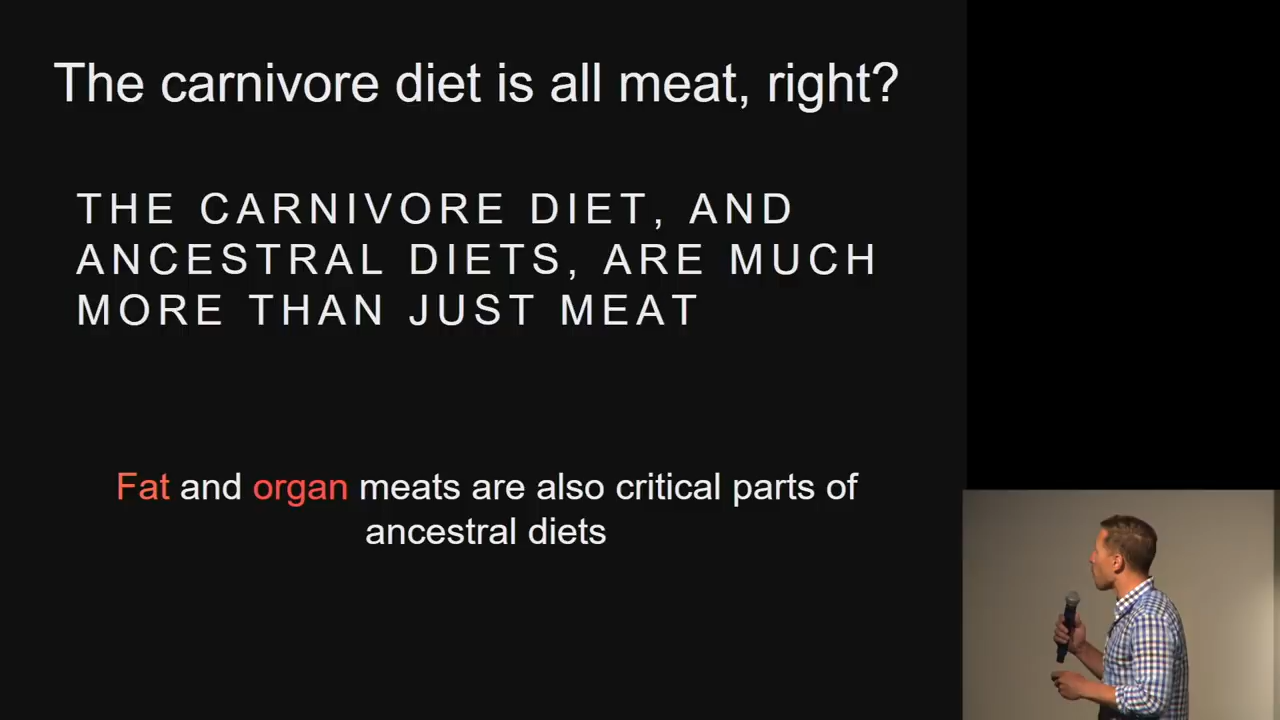 The carnivore diet is all meat, right?
THE CARNIVORE DIET, AND
ANCESTRAL DIETS, ARE MUCH
MORE THAN JUST MEAT
Fat and organ meats are also critical parts of
ancestral diets